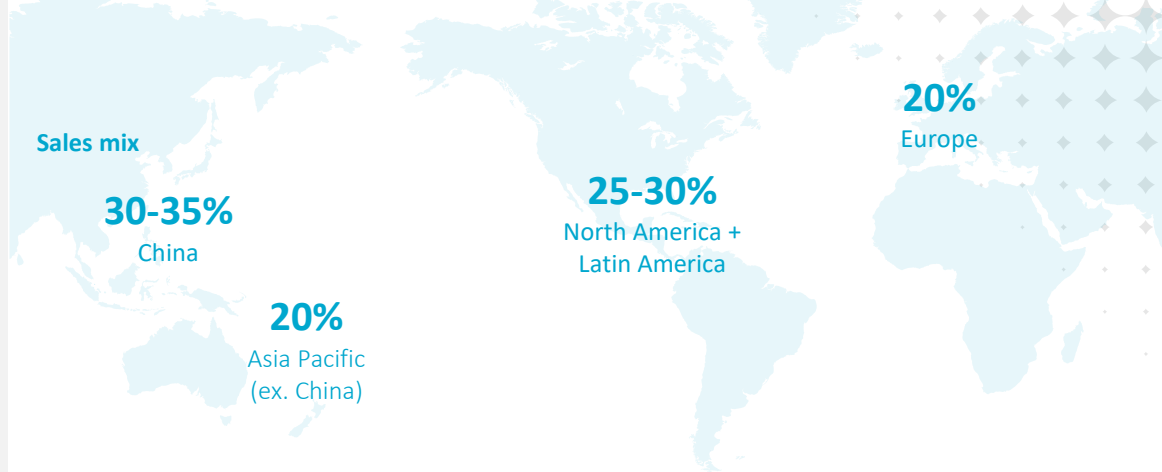 Sales mix
30-35%
China
20%
Asia Pacific
(ex. China)
25-30%
North America +
Latin America
20%
Europe